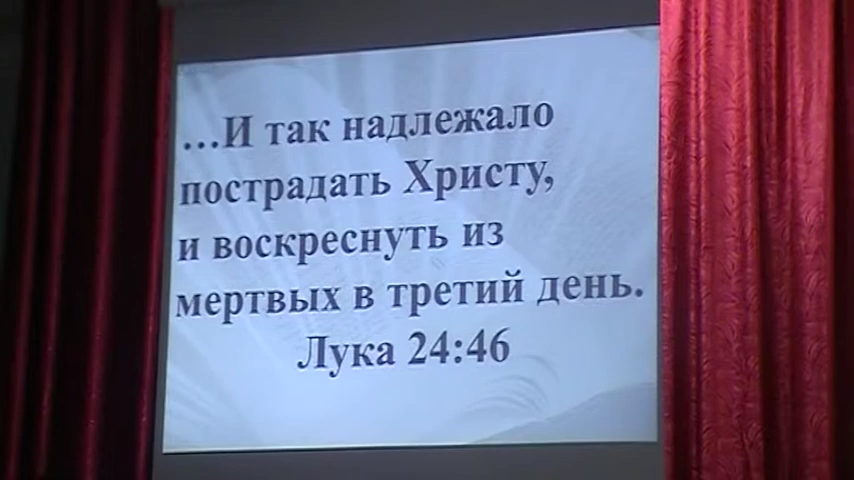 ...И так надлежало
пострадать Христу,
и воскреснуть из
мертвых в третий день.
Лука 24:46